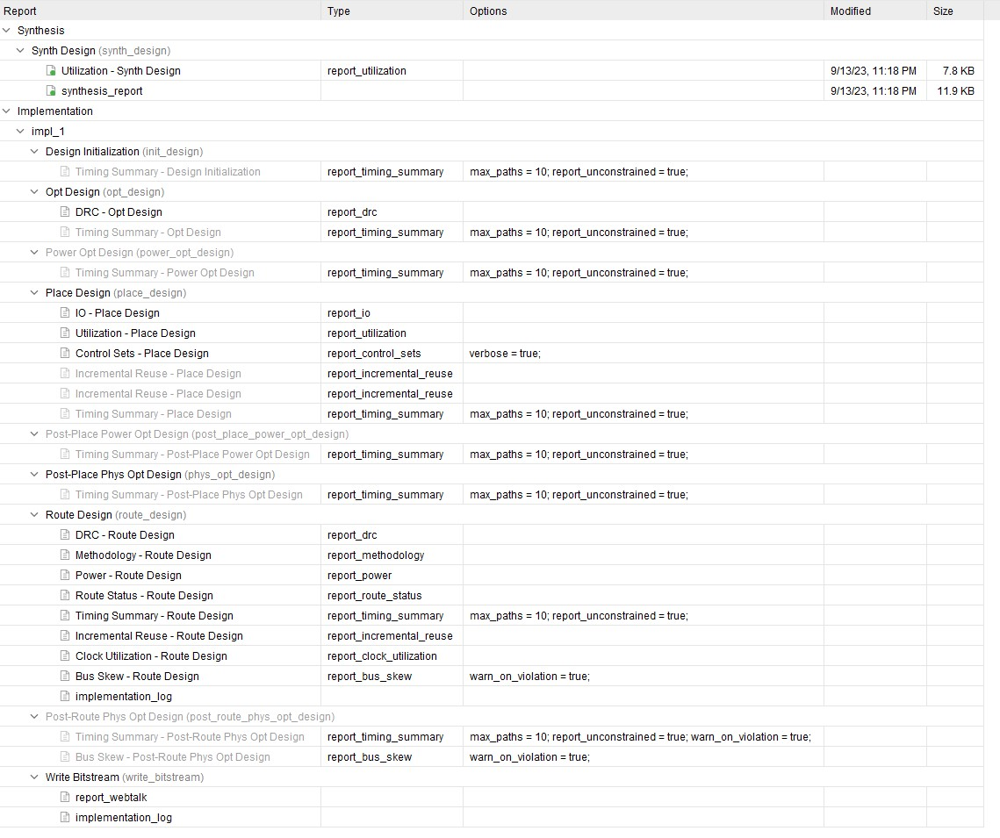 Report Type Options Modified Size
Synthesis
Synth Design (synth_design)
Utilization - Synth Design report_utilization 9/13/23, 11:18 PM 7.8 KB
synthesis_report 9/13/23, 11:18 PM 11.9 KB
Implementation
impl_1
Design Initialization (init_design)
Timing Summary - Design Initialization report_timing_summary max_paths = 10; report_unconstrained = true;
Opt Design (opt_design)
DRC - Opt Design report_drc
Timing Summary - Opt Design report_timing_summary max_paths = 10; report_unconstrained = true;
Power Opt Design (power_opt_design)
Timing Summary - Power Opt Design report_timing_summary max_paths = 10; report_unconstrained = true;
Place Design (place_design)
IO - Place Design report_io
Utilization - Place Design report_utilization
Control Sets - Place Design report_control_sets verbose = true;
Incremental Reuse - Place Design report_incremental_reuse
Incremental Reuse - Place Design report_incremental_reuse
Timing Summary - Place Design report_timing_summary max_paths = 10; report_unconstrained = true;
Post-Place Power Opt Design (post_place_power_opt_design)
Timing Summary - Post-Place Power Opt Design report_timing_summary max_paths = 10; report_unconstrained = true;
Post-Place Phys Opt Design (phys_opt_design)
Timing Summary - Post-Place Phys Opt Design report_timing_summary max_paths = 10; report_unconstrained = true;
Route Design (route_design)
DRC - Route Design report_drc
Methodology - Route Design report_methodology
Power - Route Design report_power
Route Status - Route Design report_route_status
Timing Summary - Route Design report_timing_summary max_paths = 10; report_unconstrained = true;
Incremental Reuse - Route Design report_incremental_reuse
Clock Utilization - Route Design report_clock_utilization
Bus Skew - Route Design report_bus_skew warn_on_violation = true;
implementation_log
Post-Route Phys Opt Design (post_route_phys_opt_design)
Timing Summary - Post-Route Phys Opt Design report_timing_summary max_paths = 10; report_unconstrained = true; warn_on_violation = true;
Bus Skew - Post-Route Phys Opt Design report_bus_skew warn_on_violation = true;
Write Bitstream (write_bitstream)
report_webtalk
implementation_log